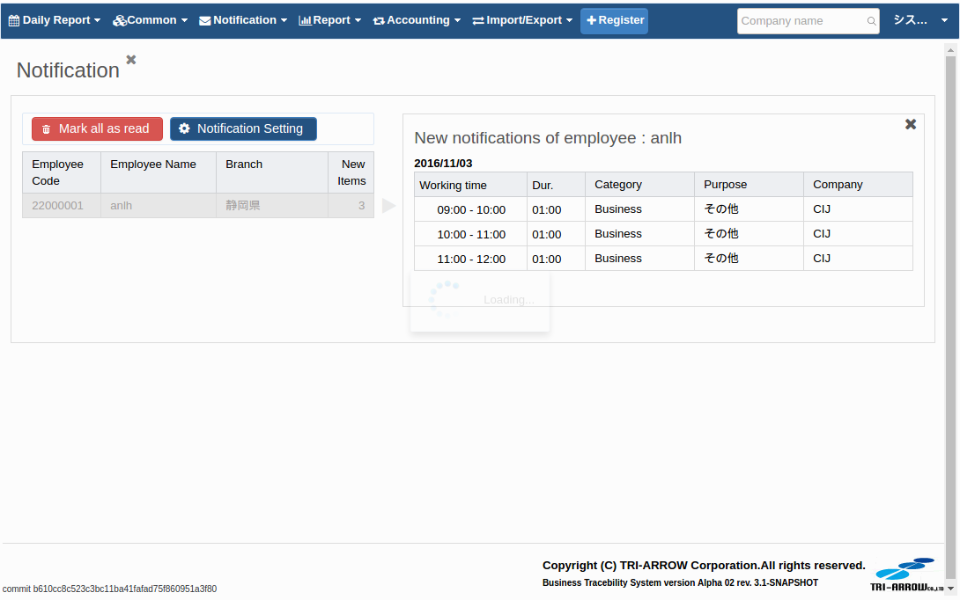 Daily Report Common Notification Report Accounting Import/Export Register Company name シス...
Notification
Mark all as read Notification Setting
Employee Code Employee Name Branch New Items
22000001 anlh 静岡県 3
New notifications of employee : anlh
2016/11/03
Working time Dur. Category Purpose Company
09:00 - 10:00 01:00 Business その他 CIJ
10:00 - 11:00 01:00 Business その他 CIJ
11:00 - 12:00 01:00 Business その他 CIJ
Loading...
Copyright (C) TRI-ARROW Corporation.All rights reserved.
Business Tracebility System version Alpha 02 rev. 3.1-SNAPSHOT
TRI-ARROW CO.,LTD
commit b610cc8c523c3bc11ba41fafad75f860951a3f80